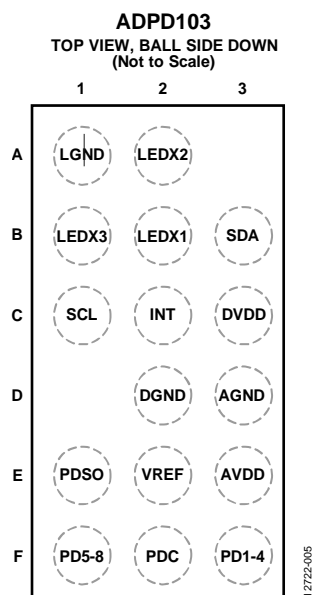 ADPD103
TOP VIEW, BALL SIDE DOWN
(Not to Scale)
1 2 3
A LGND LEDX2
B LEDX3 LEDX1 SDA
C SCL INT DVDD
D DGND AGND
E PDSO VREF AVDD
F PD5-8 PDC PD1-4
12722-005